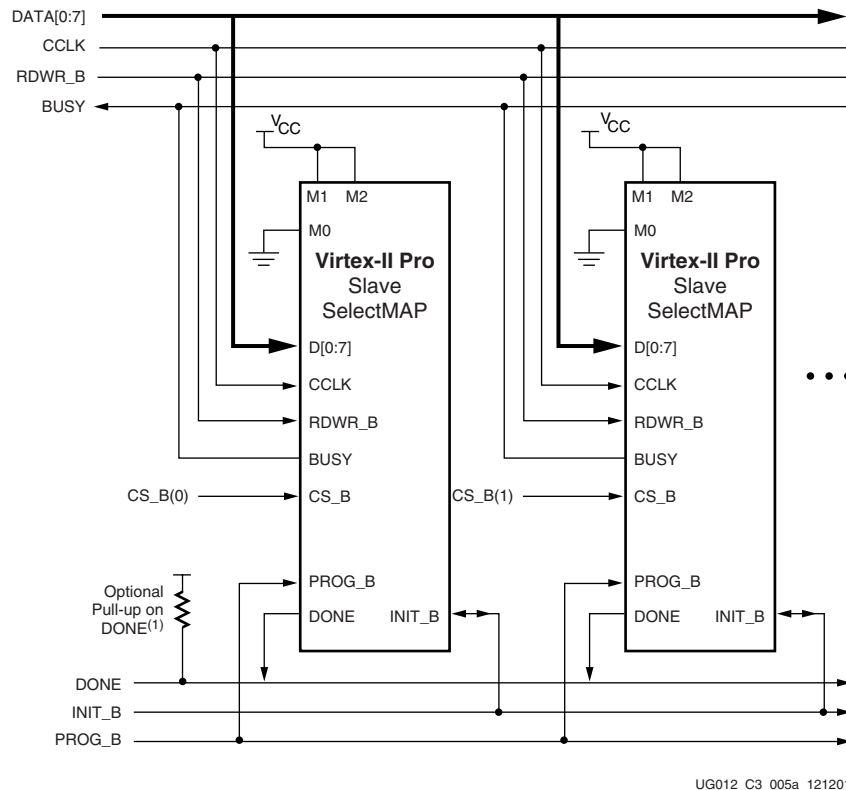 DATA[0:7]
CCLK
RDWR_B
BUSY
VCC
M1 M2
M0
Virtex-II Pro
Slave
SelectMAP
D[0:7]
CCLK
RDWR_B
BUSY
CS_B(0)
CS_B
PROG_B
DONE INIT_B
VCC
M1 M2
M0
Virtex-II Pro
Slave
SelectMAP
D[0:7]
CCLK
RDWR_B
BUSY
CS_B(1)
CS_B
PROG_B
DONE INIT_B
Optional
Pull-up on
DONE(1)
DONE
INIT_B
PROG_B
UG012_C3_005a_121201